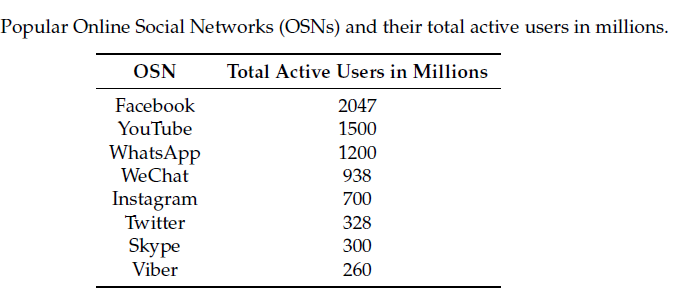 Popular Online Social Networks (OSNs) and their total active users in millions.
OSN Total Active Users in Millions
Facebook 2047
YouTube 1500
WhatsApp 1200
WeChat 938
Instagram 700
Twitter 328
Skype 300
Viber 260